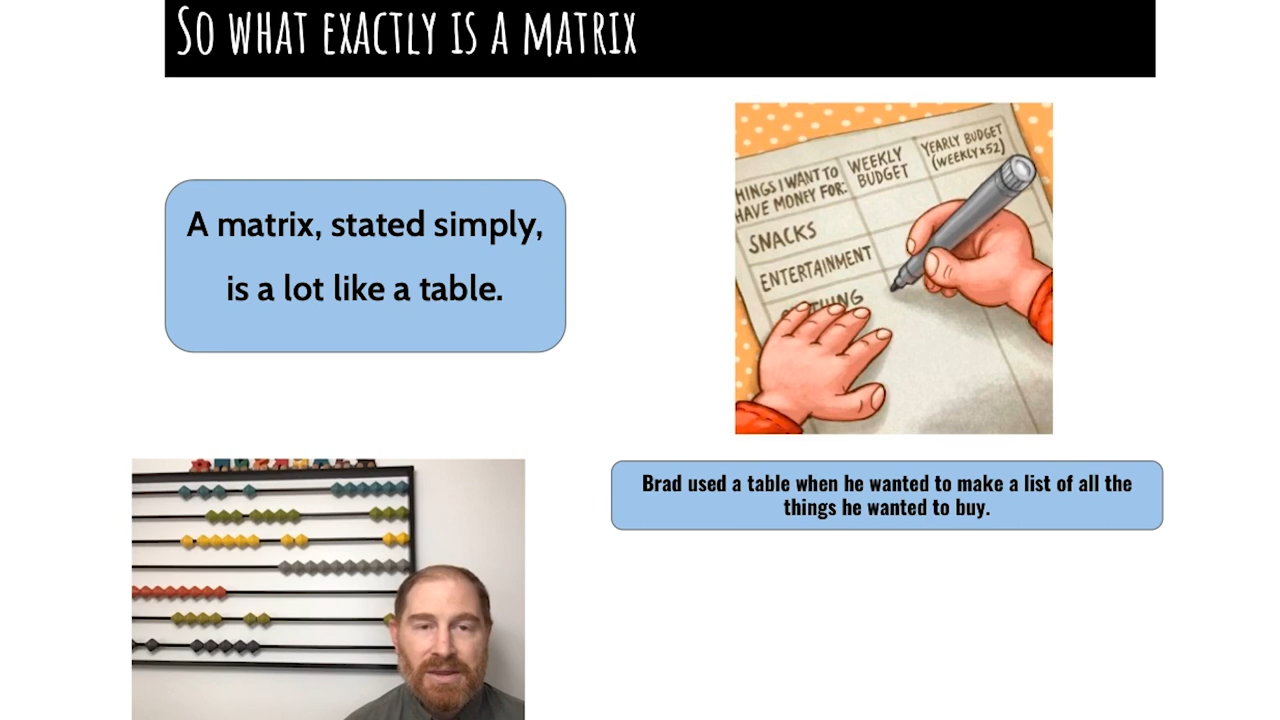 So what exactly is a matrix
A matrix, stated simply,
is a lot like a table.
HINGS I WANT TO
HAVE MONEY FOR:
WEEKLY
BUDGET
YEARLY BUDGET
(WEEKLY x 52)
SNACKS
ENTERTAINMENT
Brad used a table when he wanted to make a list of all the
things he wanted to buy.